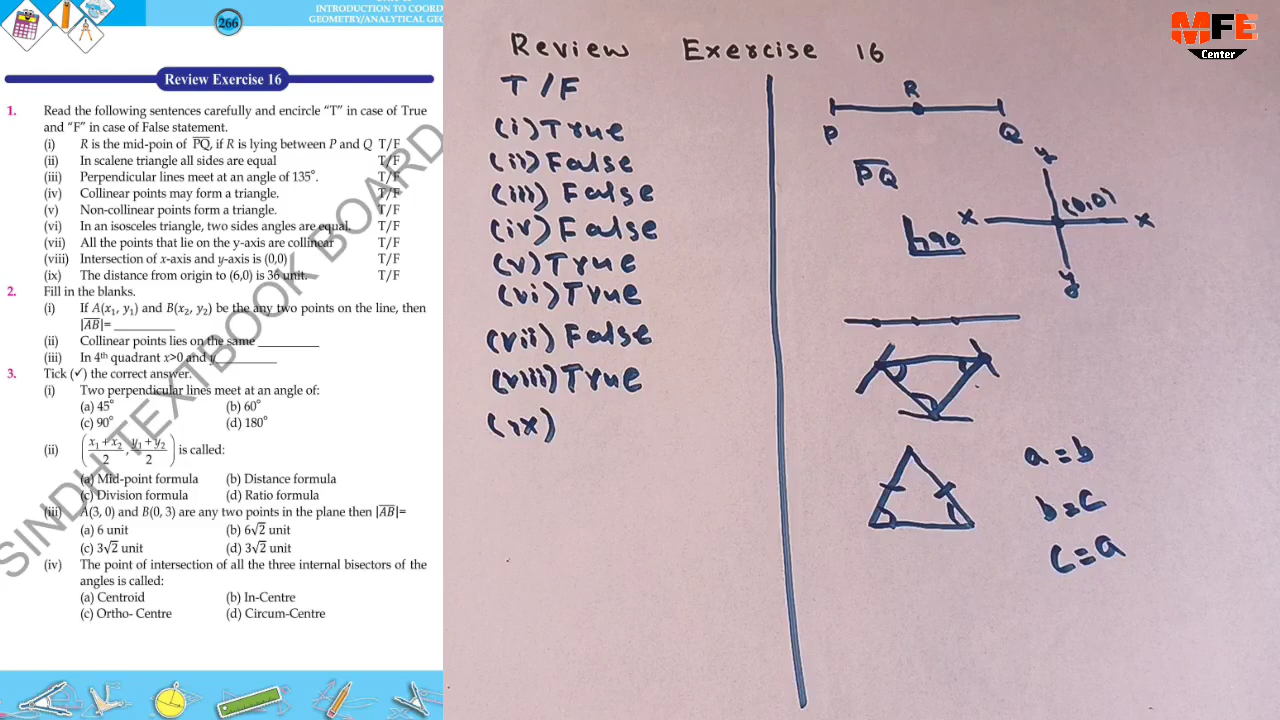 INTRODUCTION TO COORD
GEOMETRY/ANALYTICAL GEO
266
Review Exercise 16
1. Read the following sentences carefully and encircle “T” in case of True
and “F” in case of False statement.
(i) R is the mid-poin of PQ, if R is lying between P and Q T/F
(ii) In scalene triangle all sides are equal T/F
(iii) Perpendicular lines meet at an angle of 135°. T/F
(iv) Collinear points may form a triangle. T/F
(v) Non-collinear points form a triangle. T/F
(vi) In an isosceles triangle, two sides angles are equal. T/F
(vii) All the points that lie on the y-axis are collinear T/F
(viii) Intersection of x-axis and y-axis is (0,0) T/F
(ix) The distance from origin to (6,0) is 36 unit. T/F
2. Fill in the blanks.
(i) If A(x₁, y₁) and B(x₂, y₂) be the any two points on the line, then
|AB|= __________
(ii) Collinear points lies on the same __________
(iii) In 4th quadrant x>0 and y__________
3. Tick (✓) the correct answer.
(i) Two perpendicular lines meet at an angle of:
(a) 45° (b) 60°
(c) 90° (d) 180°
(ii) (x₁ + x₂ / 2, y₁ + y₂ / 2) is called:
(a) Mid-point formula (b) Distance formula
(c) Division formula (d) Ratio formula
(iii) A(3, 0) and B(0, 3) are any two points in the plane then |AB|=
(a) 6 unit (b) 6√2 unit
(c) 3√2 unit (d) 3√2 unit
(iv) The point of intersection of all the three internal bisectors of the
angles is called:
(a) Centroid (b) In-Centre
(c) Ortho- Centre (d) Circum-Centre
SINDH TEXTBOOK BOARD
Review Exercise 16
T/F
(i) True
(ii) False
(iii) False
(iv) False
(v) True
(vi) True
(vii) False
(viii) True
(ix)
R
P Q
PQ
y
x (0,0) x
y
90
a=b
b=c
c=a
MFE
Center